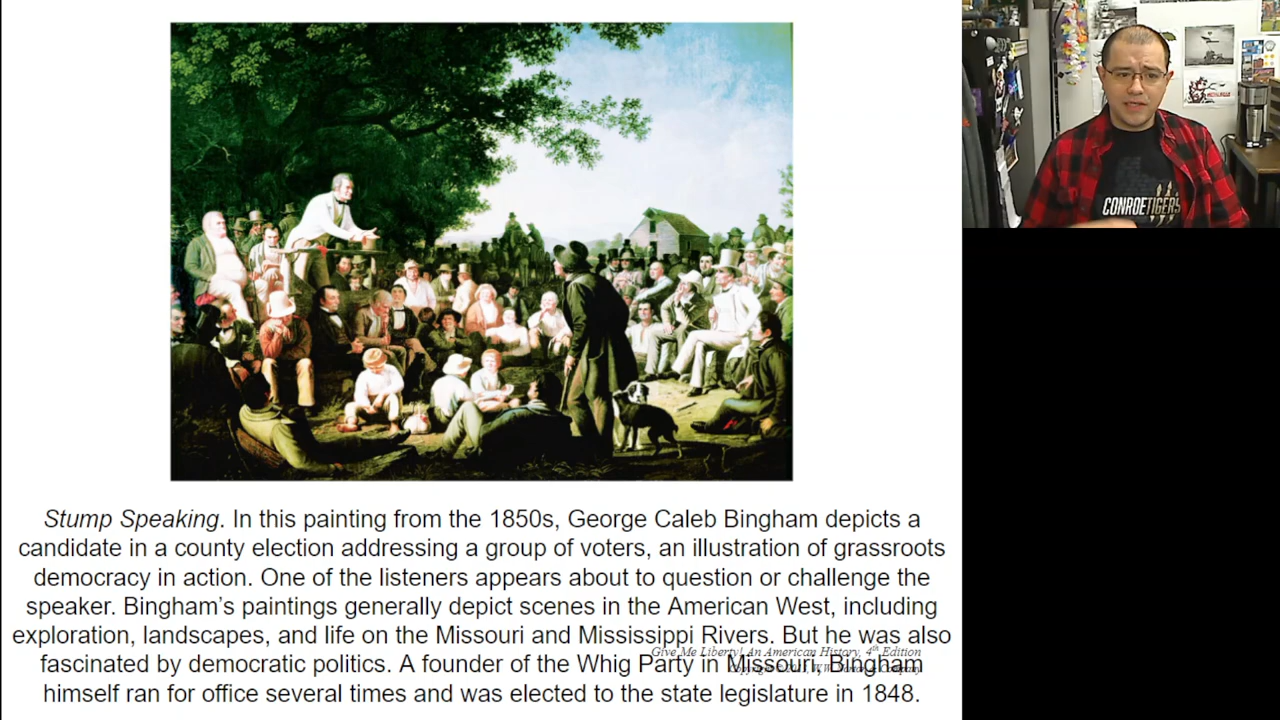 CONROETIGERS
Stump Speaking. In this painting from the 1850s, George Caleb Bingham depicts a
candidate in a county election addressing a group of voters, an illustration of grassroots
democracy in action. One of the listeners appears about to question or challenge the
speaker. Bingham’s paintings generally depict scenes in the American West, including
exploration, landscapes, and life on the Missouri and Mississippi Rivers. But he was also
Give Me Liberty! An American History, 4th Edition
fascinated by democratic politics. A founder of the Whig Party in Missouri, Bingham
himself ran for office several times and was elected to the state legislature in 1848.